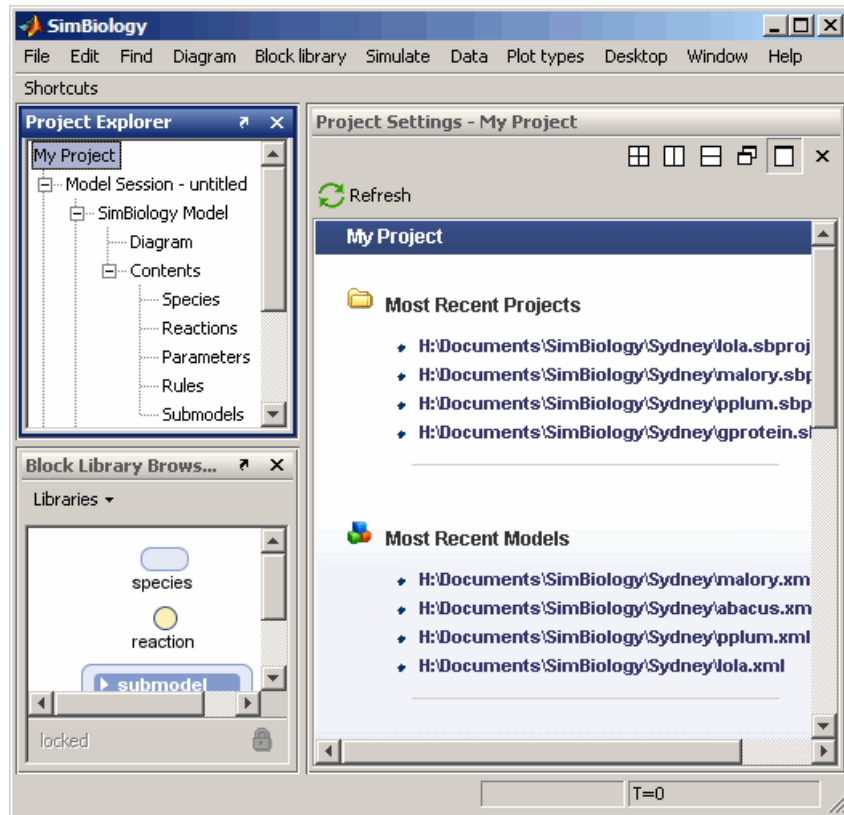 SimBiology
File Edit Find Diagram Block library Simulate Data Plot types Desktop Window Help
Shortcuts
Project Explorer
My Project
Model Session - untitled
SimBiology Model
Diagram
Contents
Species
Reactions
Parameters
Rules
Submodels
Block Library Brows...
Libraries
species
reaction
submodel
locked
Project Settings - My Project
Refresh
My Project
Most Recent Projects
H:\Documents\SimBiology\Sydney\lola.sbproj
H:\Documents\SimBiology\Sydney\malory.sbp
H:\Documents\SimBiology\Sydney\pplum.sbp
H:\Documents\SimBiology\Sydney\gprotein.sl
Most Recent Models
H:\Documents\SimBiology\Sydney\malory.xm
H:\Documents\SimBiology\Sydney\abacus.xm
H:\Documents\SimBiology\Sydney\pplum.xml
H:\Documents\SimBiology\Sydney\lola.xml
T=0